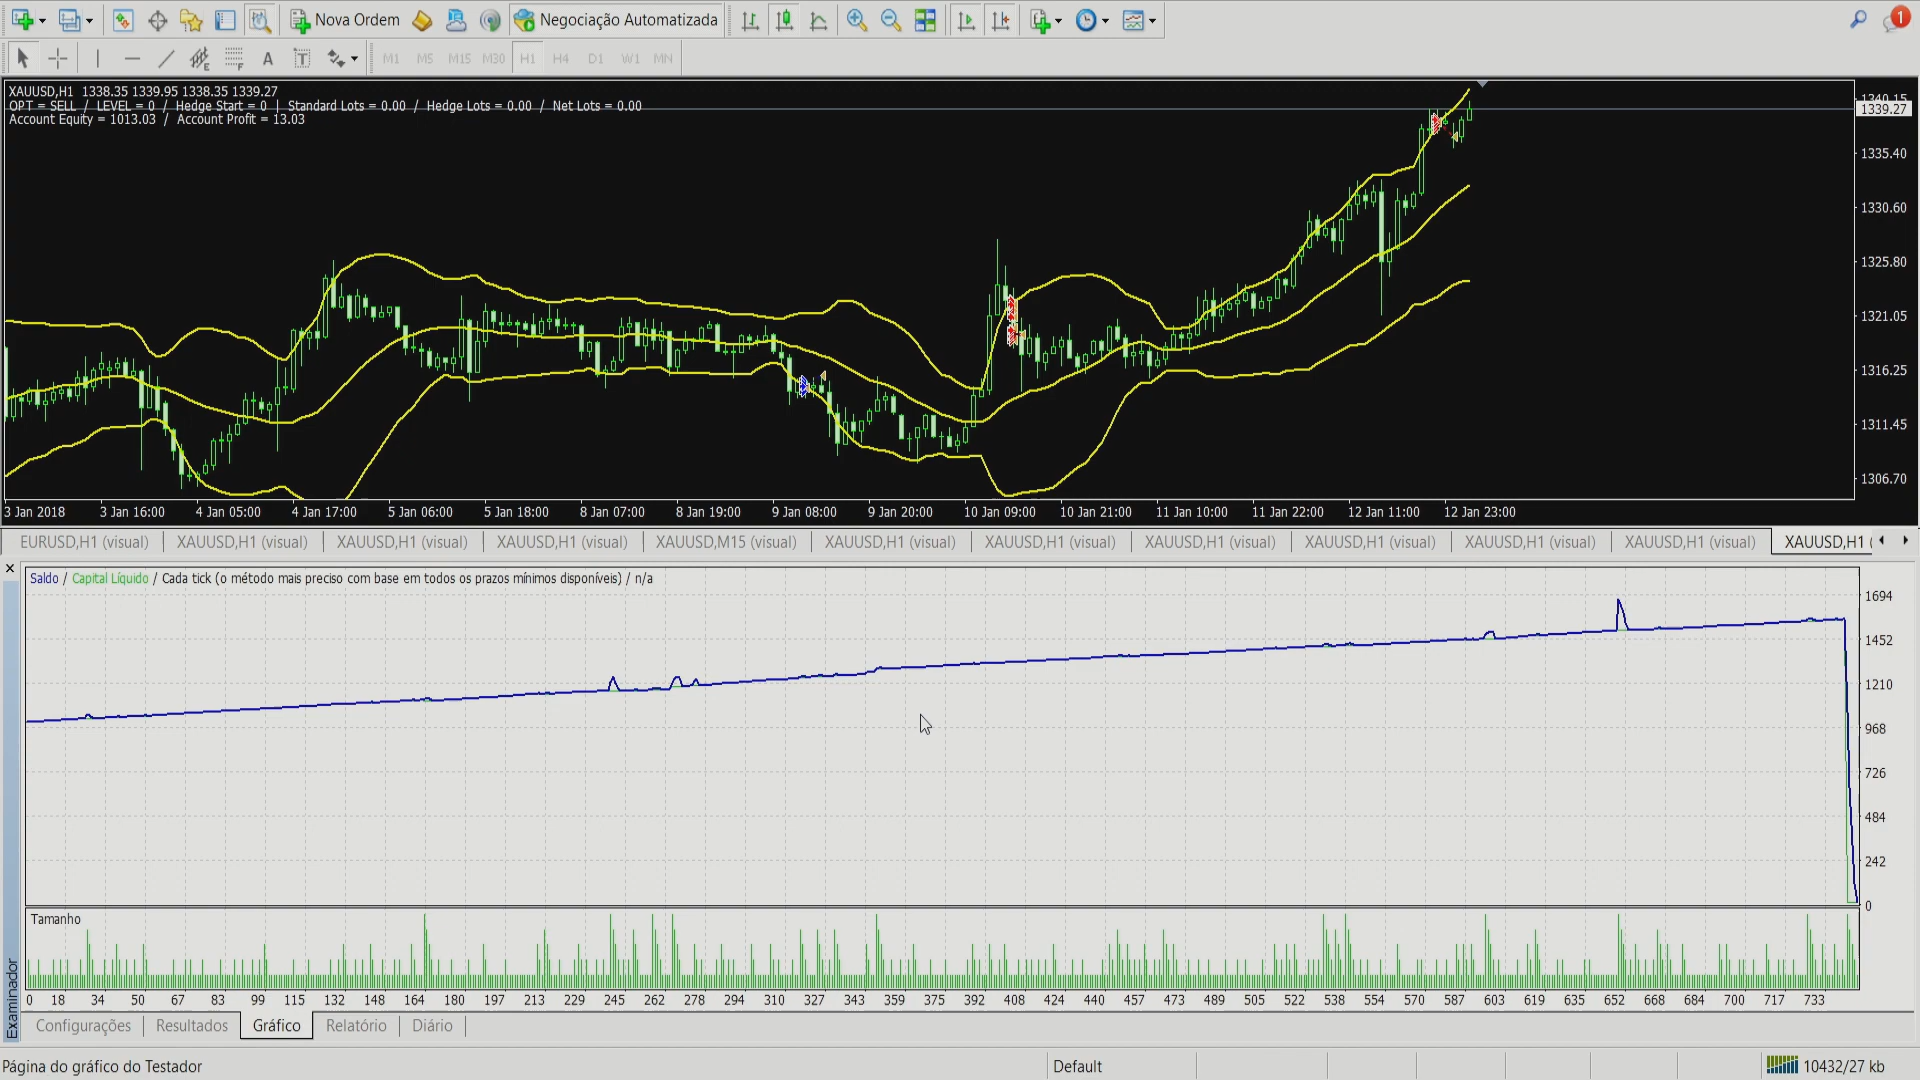 Nova Ordem Negociação Automatizada 1
E F A T M1 M5 M15 M30 H1 H4 D1 W1 MN
XAUUSD,H1 1338.35 1339.95 1338.35 1339.27
OPT = SELL / LEVEL = 0 / Hedge Start = 0 | Standard Lots = 0.00 / Hedge Lots = 0.00 / Net Lots = 0.00
Account Equity = 1013.03 / Account Profit = 13.03
1340.15
1339.27
1335.40
1330.60
1325.80
1321.05
1316.25
1311.45
1306.70
3 Jan 2018 3 Jan 16:00 4 Jan 05:00 4 Jan 17:00 5 Jan 06:00 5 Jan 18:00 8 Jan 07:00 8 Jan 19:00 9 Jan 08:00 9 Jan 20:00 10 Jan 09:00 10 Jan 21:00 11 Jan 10:00 11 Jan 22:00 12 Jan 11:00 12 Jan 23:00
EURUSD,H1 (visual) XAUUSD,H1 (visual) XAUUSD,H1 (visual) XAUUSD,H1 (visual) XAUUSD,M15 (visual) XAUUSD,H1 (visual) XAUUSD,H1 (visual) XAUUSD,H1 (visual) XAUUSD,H1 (visual) XAUUSD,H1 (visual) XAUUSD,H1 (visual) XAUUSD,H1 (
Saldo / Capital Líquido / Cada tick (o método mais preciso com base em todos os prazos mínimos disponíveis) / n/a
1694
1452
1210
968
726
484
242
0
Tamanho
0 18 34 50 67 83 99 115 132 148 164 180 197 213 229 245 262 278 294 310 327 343 359 375 392 408 424 440 457 473 489 505 522 538 554 570 587 603 619 635 652 668 684 700 717 733
Examinador
Configurações Resultados Gráfico Relatório Diário
Página do gráfico do Testador Default 10432/27 kb